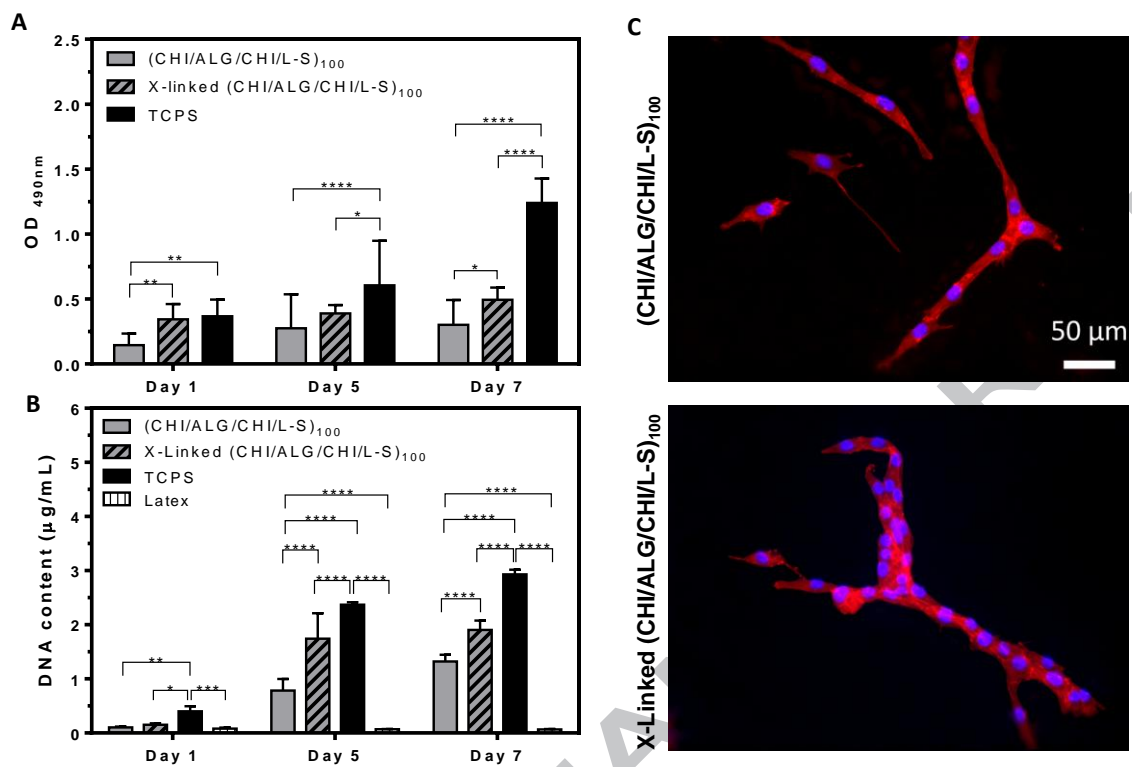 A
2.5
2.0
1.5
1.0
0.5
0.0
OD 490nm
(CHI/ALG/CHI/L-S)100
X-linked (CHI/ALG/CHI/L-S)100
TCPS
**
**
****
*
****
****
*
Day 1
Day 5
Day 7
B
6
5
4
3
2
1
0
DNA content (µg/mL)
(CHI/ALG/CHI/L-S)100
X-Linked (CHI/ALG/CHI/L-S)100
TCPS
Latex
**
*
***
****
****
****
****
****
****
****
****
****
****
Day 1
Day 5
Day 7
C
(CHI/ALG/CHI/L-S)100
50 µm
X-Linked (CHI/ALG/CHI/L-S)100